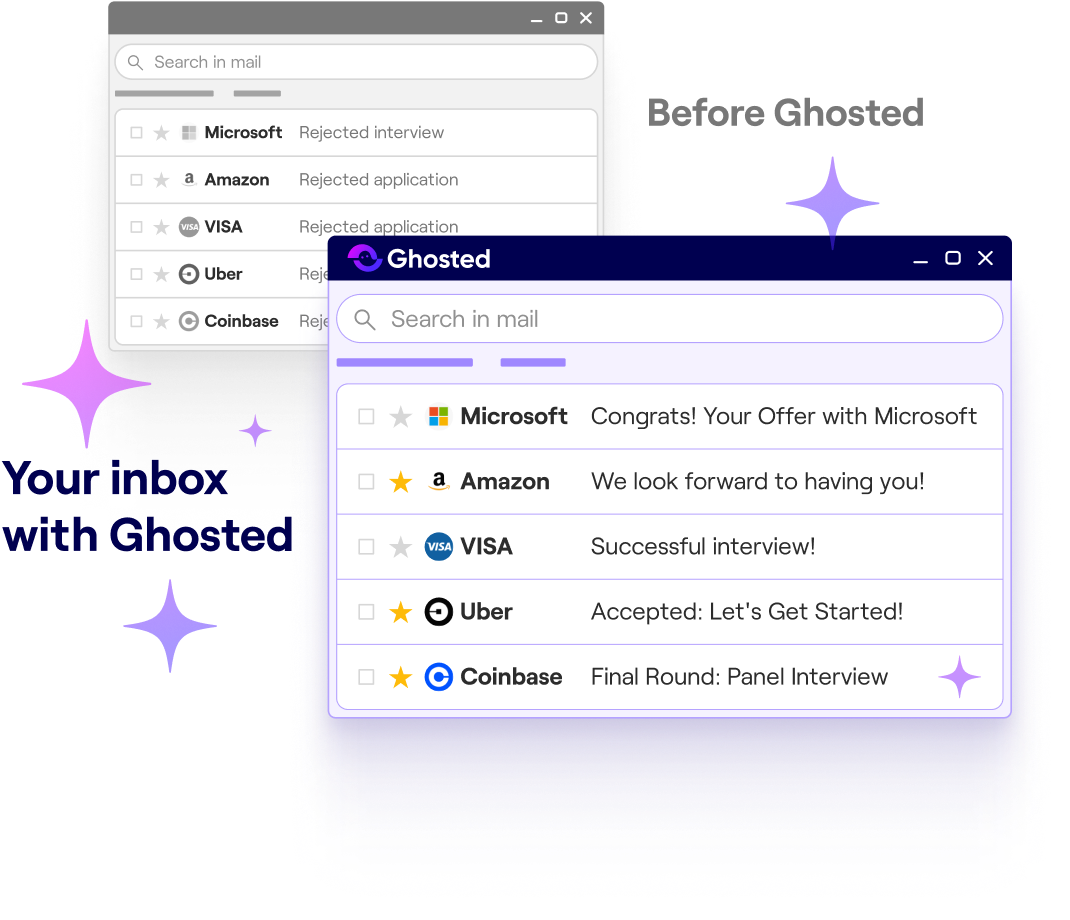 Search in mail
Microsoft Rejected interview
Amazon Rejected application
VISA Rejected application
Uber Reje
Coinbase Reje
Before Ghosted
Ghosted
Search in mail
Microsoft Congrats! Your Offer with Microsoft
a Amazon We look forward to having you!
VISA VISA Successful interview!
Uber Accepted: Let's Get Started!
Coinbase Final Round: Panel Interview
Your inbox
with Ghosted